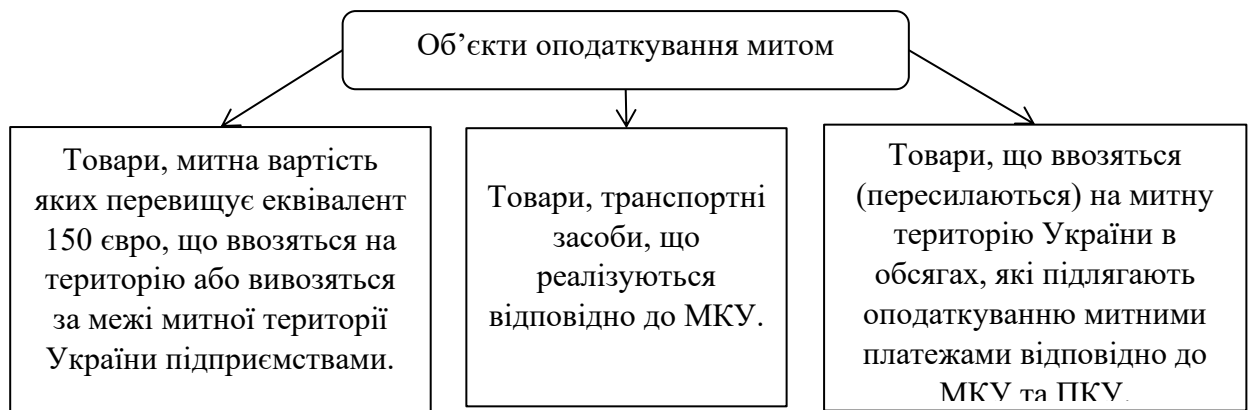 Об’єкти оподаткування митом
Товари, митна вартість
яких перевищує еквівалент
150 євро, що ввозяться на
територію або вивозяться
за межі митної території
України підприємствами.
Товари, транспортні
засоби, що
реалізуються
відповідно до МКУ.
Товари, що ввозяться
(пересилаються) на митну
територію України в
обсягах, які підлягають
оподаткуванню митними
платежами відповідно до
МКУ та ПКУ.